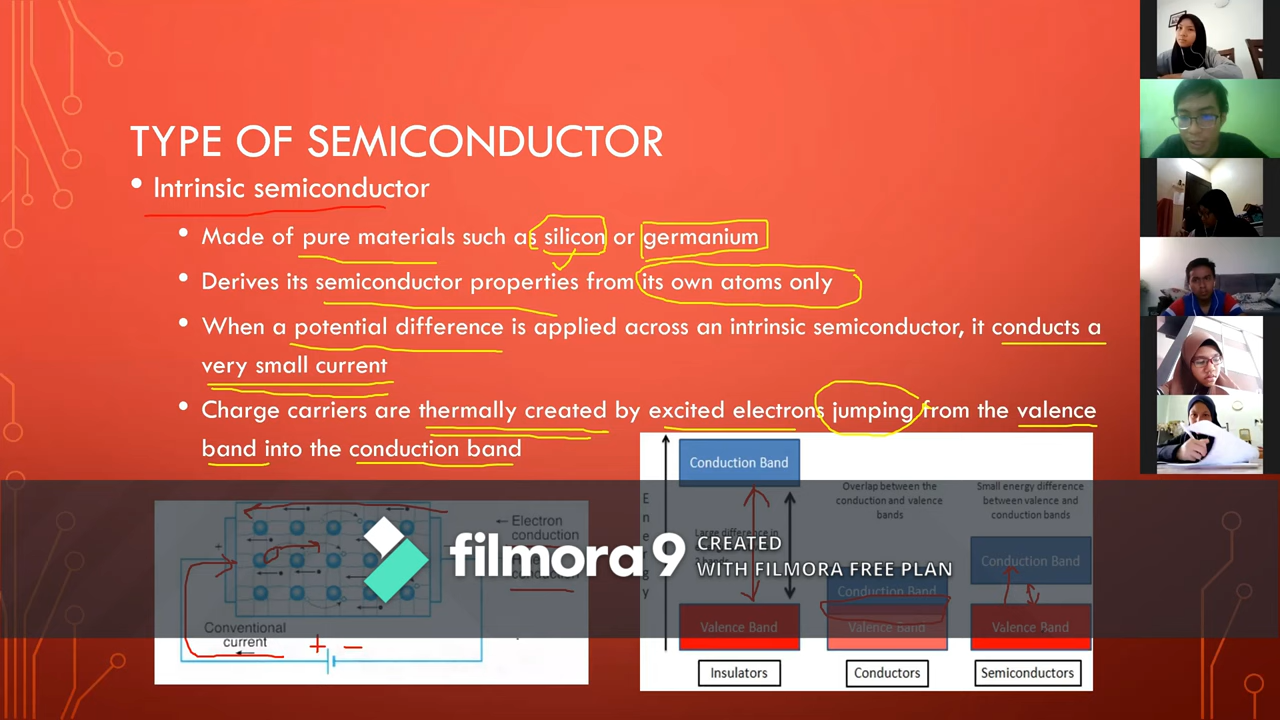 TYPE OF SEMICONDUCTOR
• Intrinsic semiconductor
• Made of pure materials such as silicon or germanium
• Derives its semiconductor properties from its own atoms only
• When a potential difference is applied across an intrinsic semiconductor, it conducts a
very small current
• Charge carriers are thermally created by excited electrons jumping from the valence
band into the conduction band
← Electron
conduction
Conventional
current
←
+ −
Energy
Conduction Band
Large difference in
Valence Band
Insulators
Overlap between the
conduction and valence
bands
Conduction Band
Valence Band
Conductors
Small energy difference
between valence and
conduction bands
Conduction Band
Valence Band
Semiconductors
filmora9 CREATED
WITH FILMORA FREE PLAN